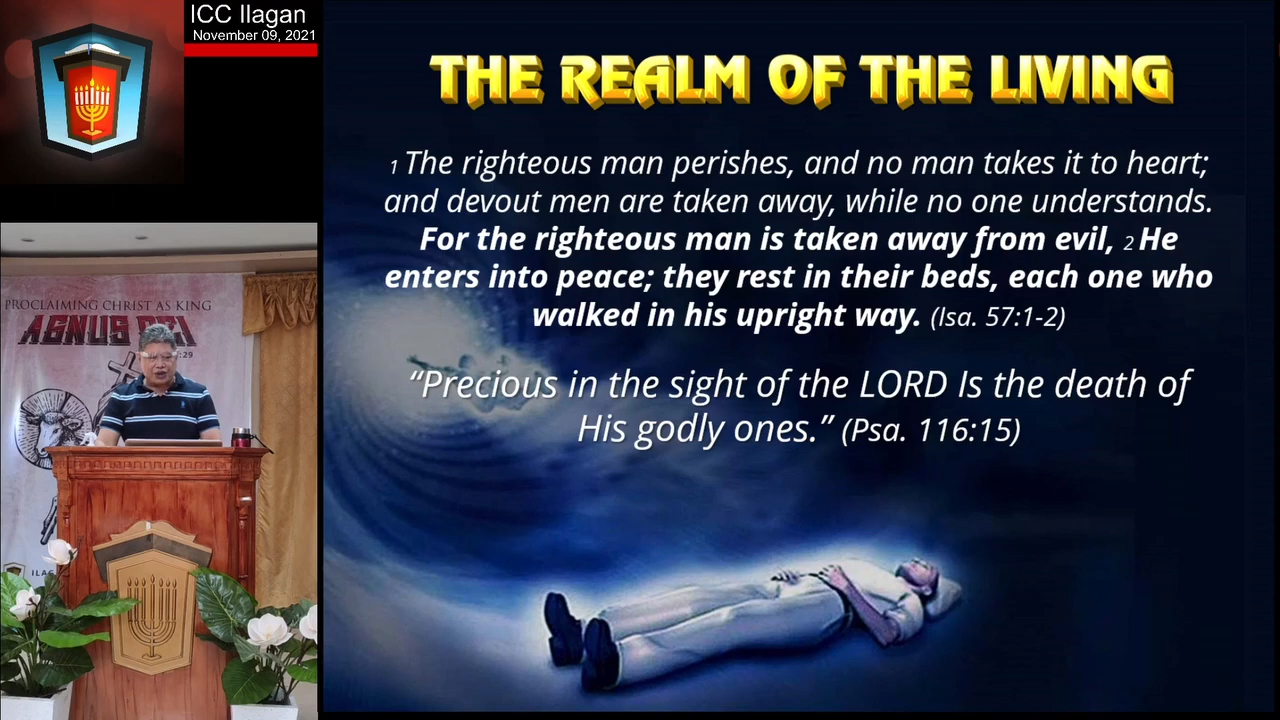 ICC Ilagan
November 09, 2021
THE REALM OF THE LIVING
1 The righteous man perishes, and no man takes it to heart;
and devout men are taken away, while no one understands.
For the righteous man is taken away from evil, 2 He
enters into peace; they rest in their beds, each one who
walked in his upright way. (Isa. 57:1-2)
“Precious in the sight of the LORD Is the death of
His godly ones.” (Psa. 116:15)
PROCLAIMING CHRIST AS KING
AGNUS DEI
:29